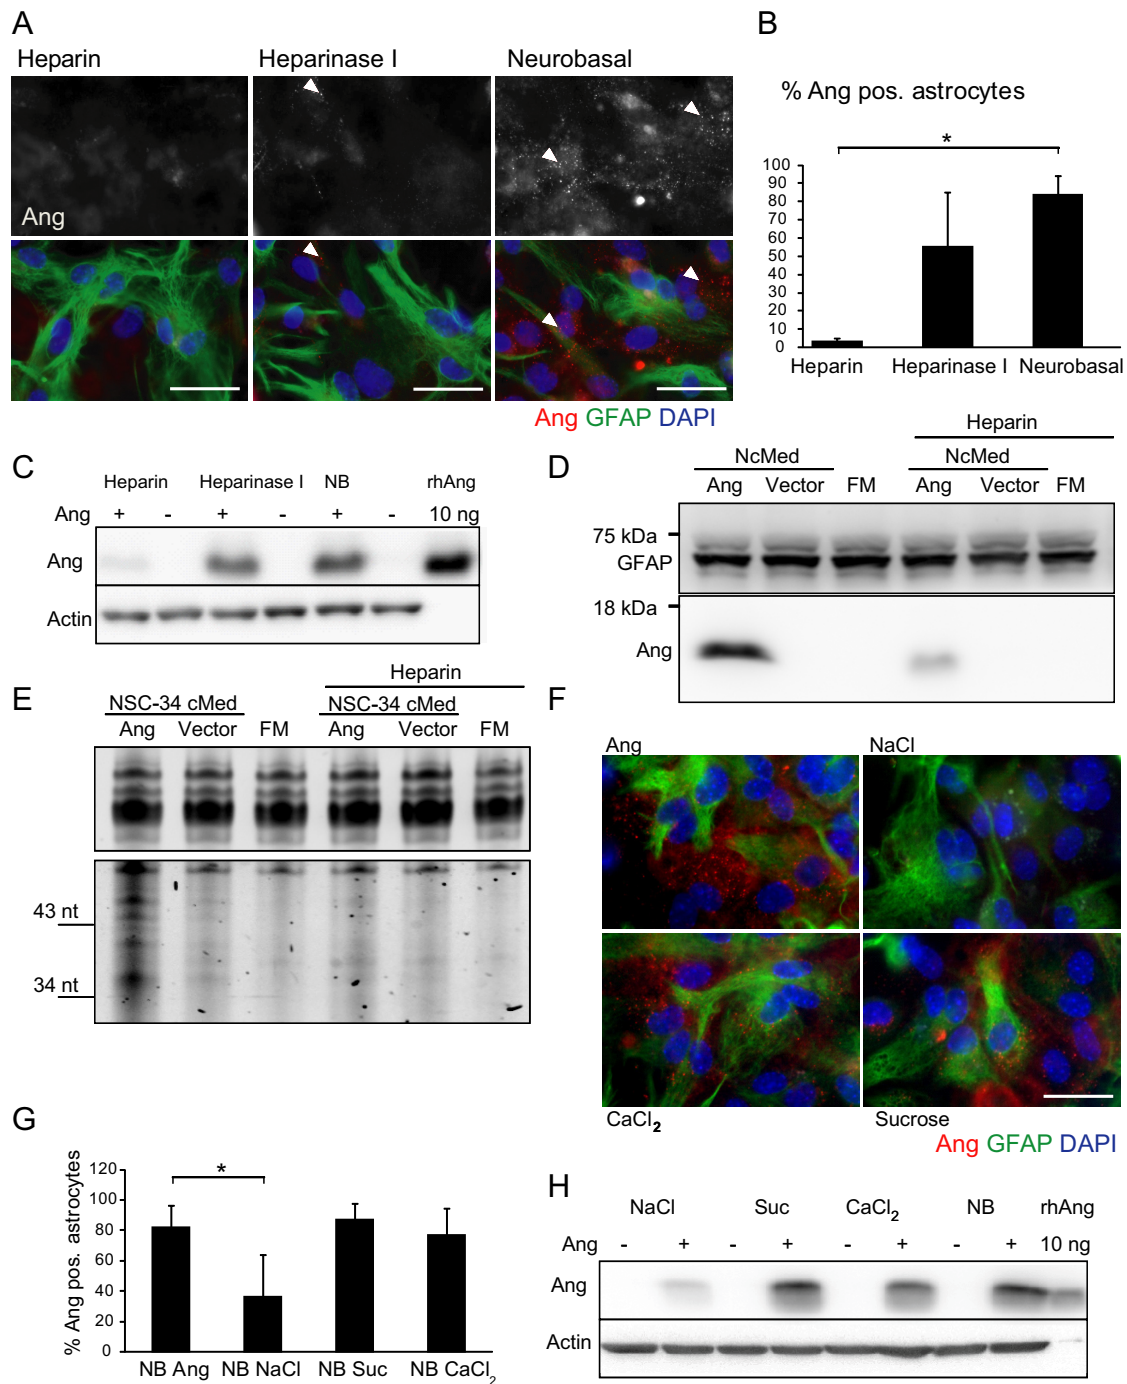 A
Heparin
Heparinase I
Neurobasal
Ang
Ang GFAP DAPI
B
% Ang pos. astrocytes
*
100
90
80
70
60
50
40
30
20
10
0
Heparin Heparinase I Neurobasal
C
Heparin Heparinase I NB rhAng
Ang + - + - + - 10 ng
Ang
Actin
D
Heparin
NcMed NcMed
Ang Vector FM Ang Vector FM
75 kDa
GFAP
18 kDa
Ang
E
Heparin
NSC-34 cMed NSC-34 cMed
Ang Vector FM Ang Vector FM
43 nt
34 nt
F
Ang NaCl
CaCl₂ Sucrose
Ang GFAP DAPI
G
% Ang pos. astrocytes
*
120
100
80
60
40
20
0
NB Ang NB NaCl NB Suc NB CaCl₂
H
NaCl Suc CaCl₂ NB rhAng
Ang - + - + - + - + 10 ng
Ang
Actin